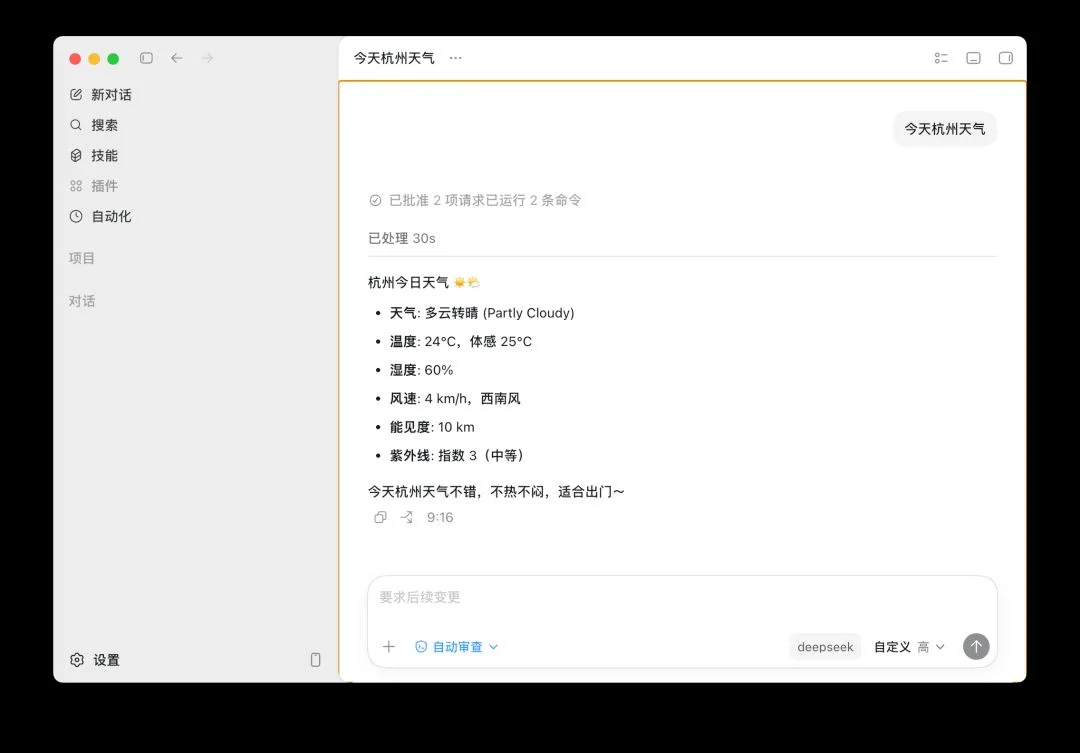 今天杭州天气 ...
新对话
搜索
技能
插件
自动化
项目
对话
设置
今天杭州天气
已批准 2 项请求已运行 2 条命令
已处理 30s
杭州今日天气 ☀️🌤️
• 天气: 多云转晴 (Partly Cloudy)
• 温度: 24°C，体感 25°C
• 湿度: 60%
• 风速: 4 km/h，西南风
• 能见度: 10 km
• 紫外线: 指数 3（中等）
今天杭州天气不错，不热不闷，适合出门～
9:16
要求后续变更
自动审查
deepseek
自定义 高